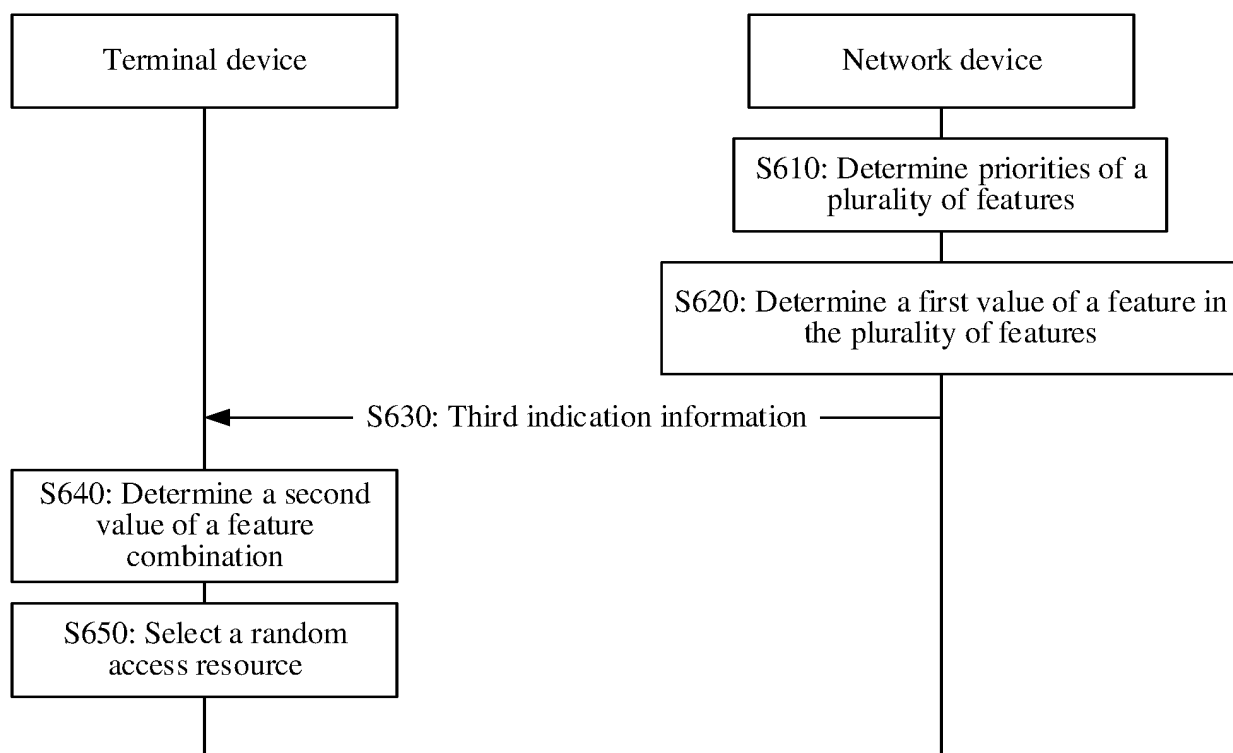 Terminal device
Network device
S610: Determine priorities of a
plurality of features
S620: Determine a first value of a feature in
the plurality of features
S630: Third indication information
S640: Determine a second
value of a feature
combination
S650: Select a random
access resource